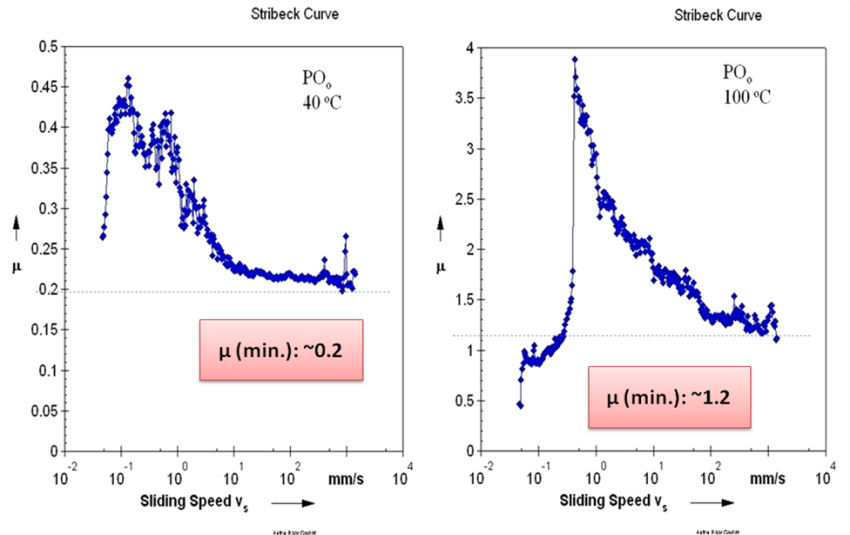 Stribeck Curve
0.5
0.45
0.4
0.35
0.3
0.25
0.2
0.15
0.1
0.05
0
μ
POo
40 ºC
μ (min.): ~0.2
10-2
10-1
100
101
102
mm/s
104
Sliding Speed vs
Stribeck Curve
4
3.5
3
2.5
2
1.5
1
0.5
0
μ
POo
100 ºC
μ (min.): ~1.2
10-2
10-1
100
101
102
mm/s
104
Sliding Speed vs